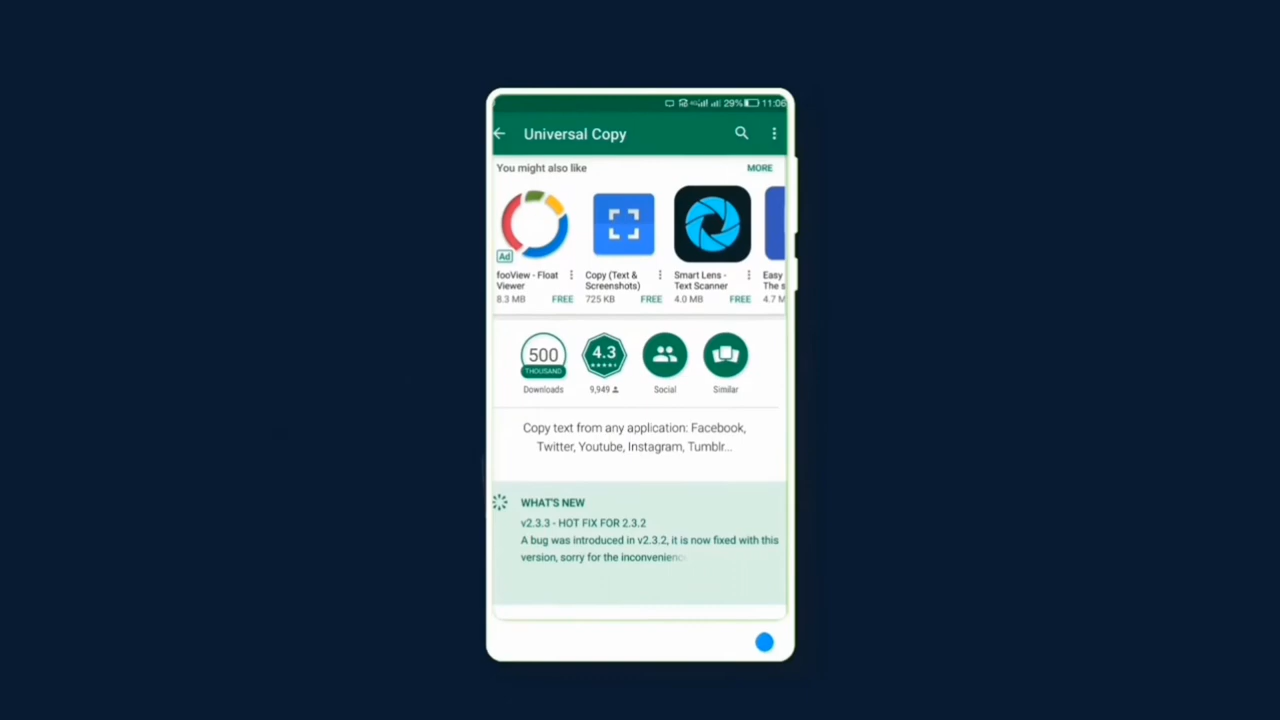 29% 11:06
Universal Copy
You might also like MORE
Ad
fooView - Float Viewer
8.3 MB FREE
Copy (Text & Screenshots)
725 KB FREE
Smart Lens - Text Scanner
4.0 MB FREE
Easy
The s
4.7 M
500 THOUSAND
Downloads
4.3
9,949
Social
Similar
Copy text from any application: Facebook,
Twitter, Youtube, Instagram, Tumblr...
WHAT'S NEW
v2.3.3 - HOT FIX FOR 2.3.2
A bug was introduced in v2.3.2, it is now fixed with this
version, sorry for the inconvenienc